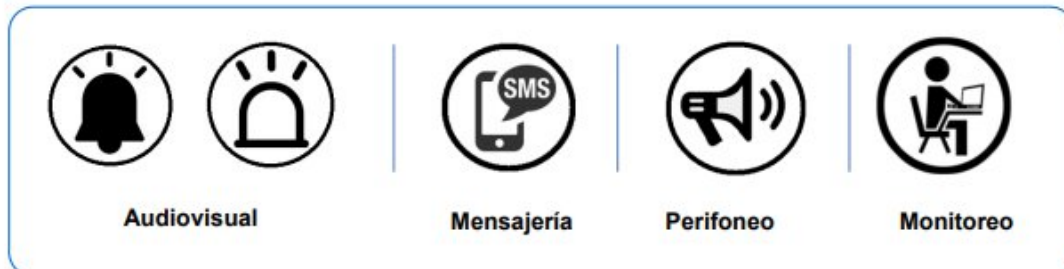 SMS
Audiovisual
Mensajería
Perifoneo
Monitoreo